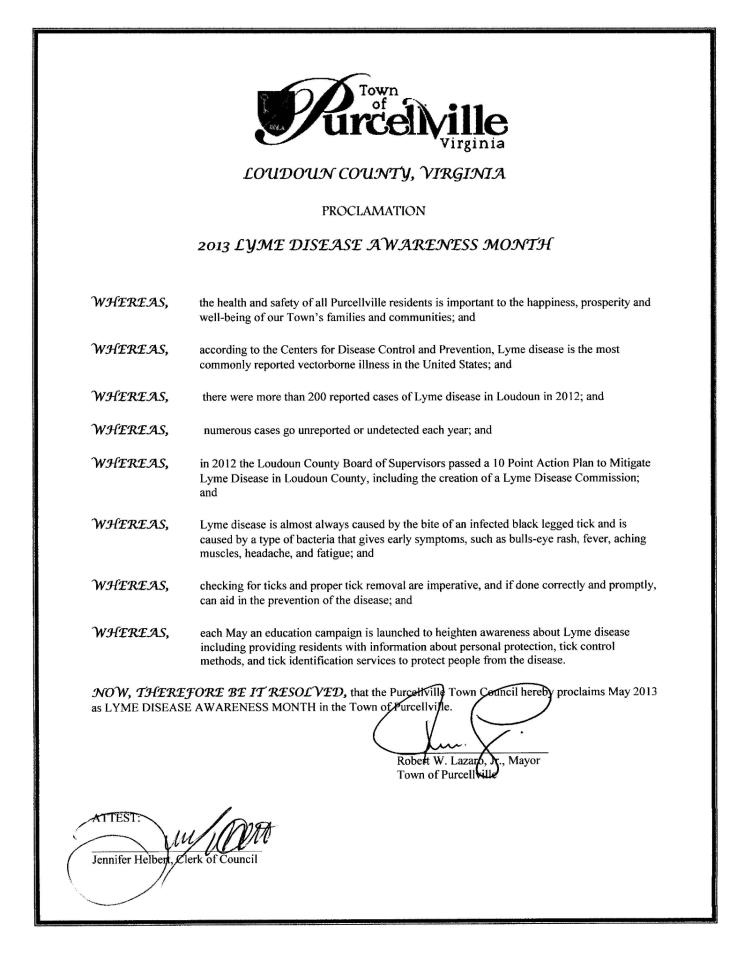 Town
of
Purcellville
Virginia
LOUDOUN COUNTY, VIRGINIA
PROCLAMATION
2013 LYME DISEASE AWARENESS MONTH
WHEREAS, the health and safety of all Purcellville residents is important to the happiness, prosperity and
well-being of our Town's families and communities; and
WHEREAS, according to the Centers for Disease Control and Prevention, Lyme disease is the most
commonly reported vectorborne illness in the United States; and
WHEREAS, there were more than 200 reported cases of Lyme disease in Loudoun in 2012; and
WHEREAS, numerous cases go unreported or undetected each year; and
WHEREAS, in 2012 the Loudoun County Board of Supervisors passed a 10 Point Action Plan to Mitigate
Lyme Disease in Loudoun County, including the creation of a Lyme Disease Commission;
and
WHEREAS, Lyme disease is almost always caused by the bite of an infected black legged tick and is
caused by a type of bacteria that gives early symptoms, such as bulls-eye rash, fever, aching
muscles, headache, and fatigue; and
WHEREAS, checking for ticks and proper tick removal are imperative, and if done correctly and promptly,
can aid in the prevention of the disease; and
WHEREAS, each May an education campaign is launched to heighten awareness about Lyme disease
including providing residents with information about personal protection, tick control
methods, and tick identification services to protect people from the disease.
NOW, THEREFORE BE IT RESOLVED, that the Purcellville Town Council hereby proclaims May 2013
as LYME DISEASE AWARENESS MONTH in the Town of Purcellville.
Robert W. Lazaro, Jr., Mayor
Town of Purcellville
ATTEST:
Jennifer Helbert, Clerk of Council